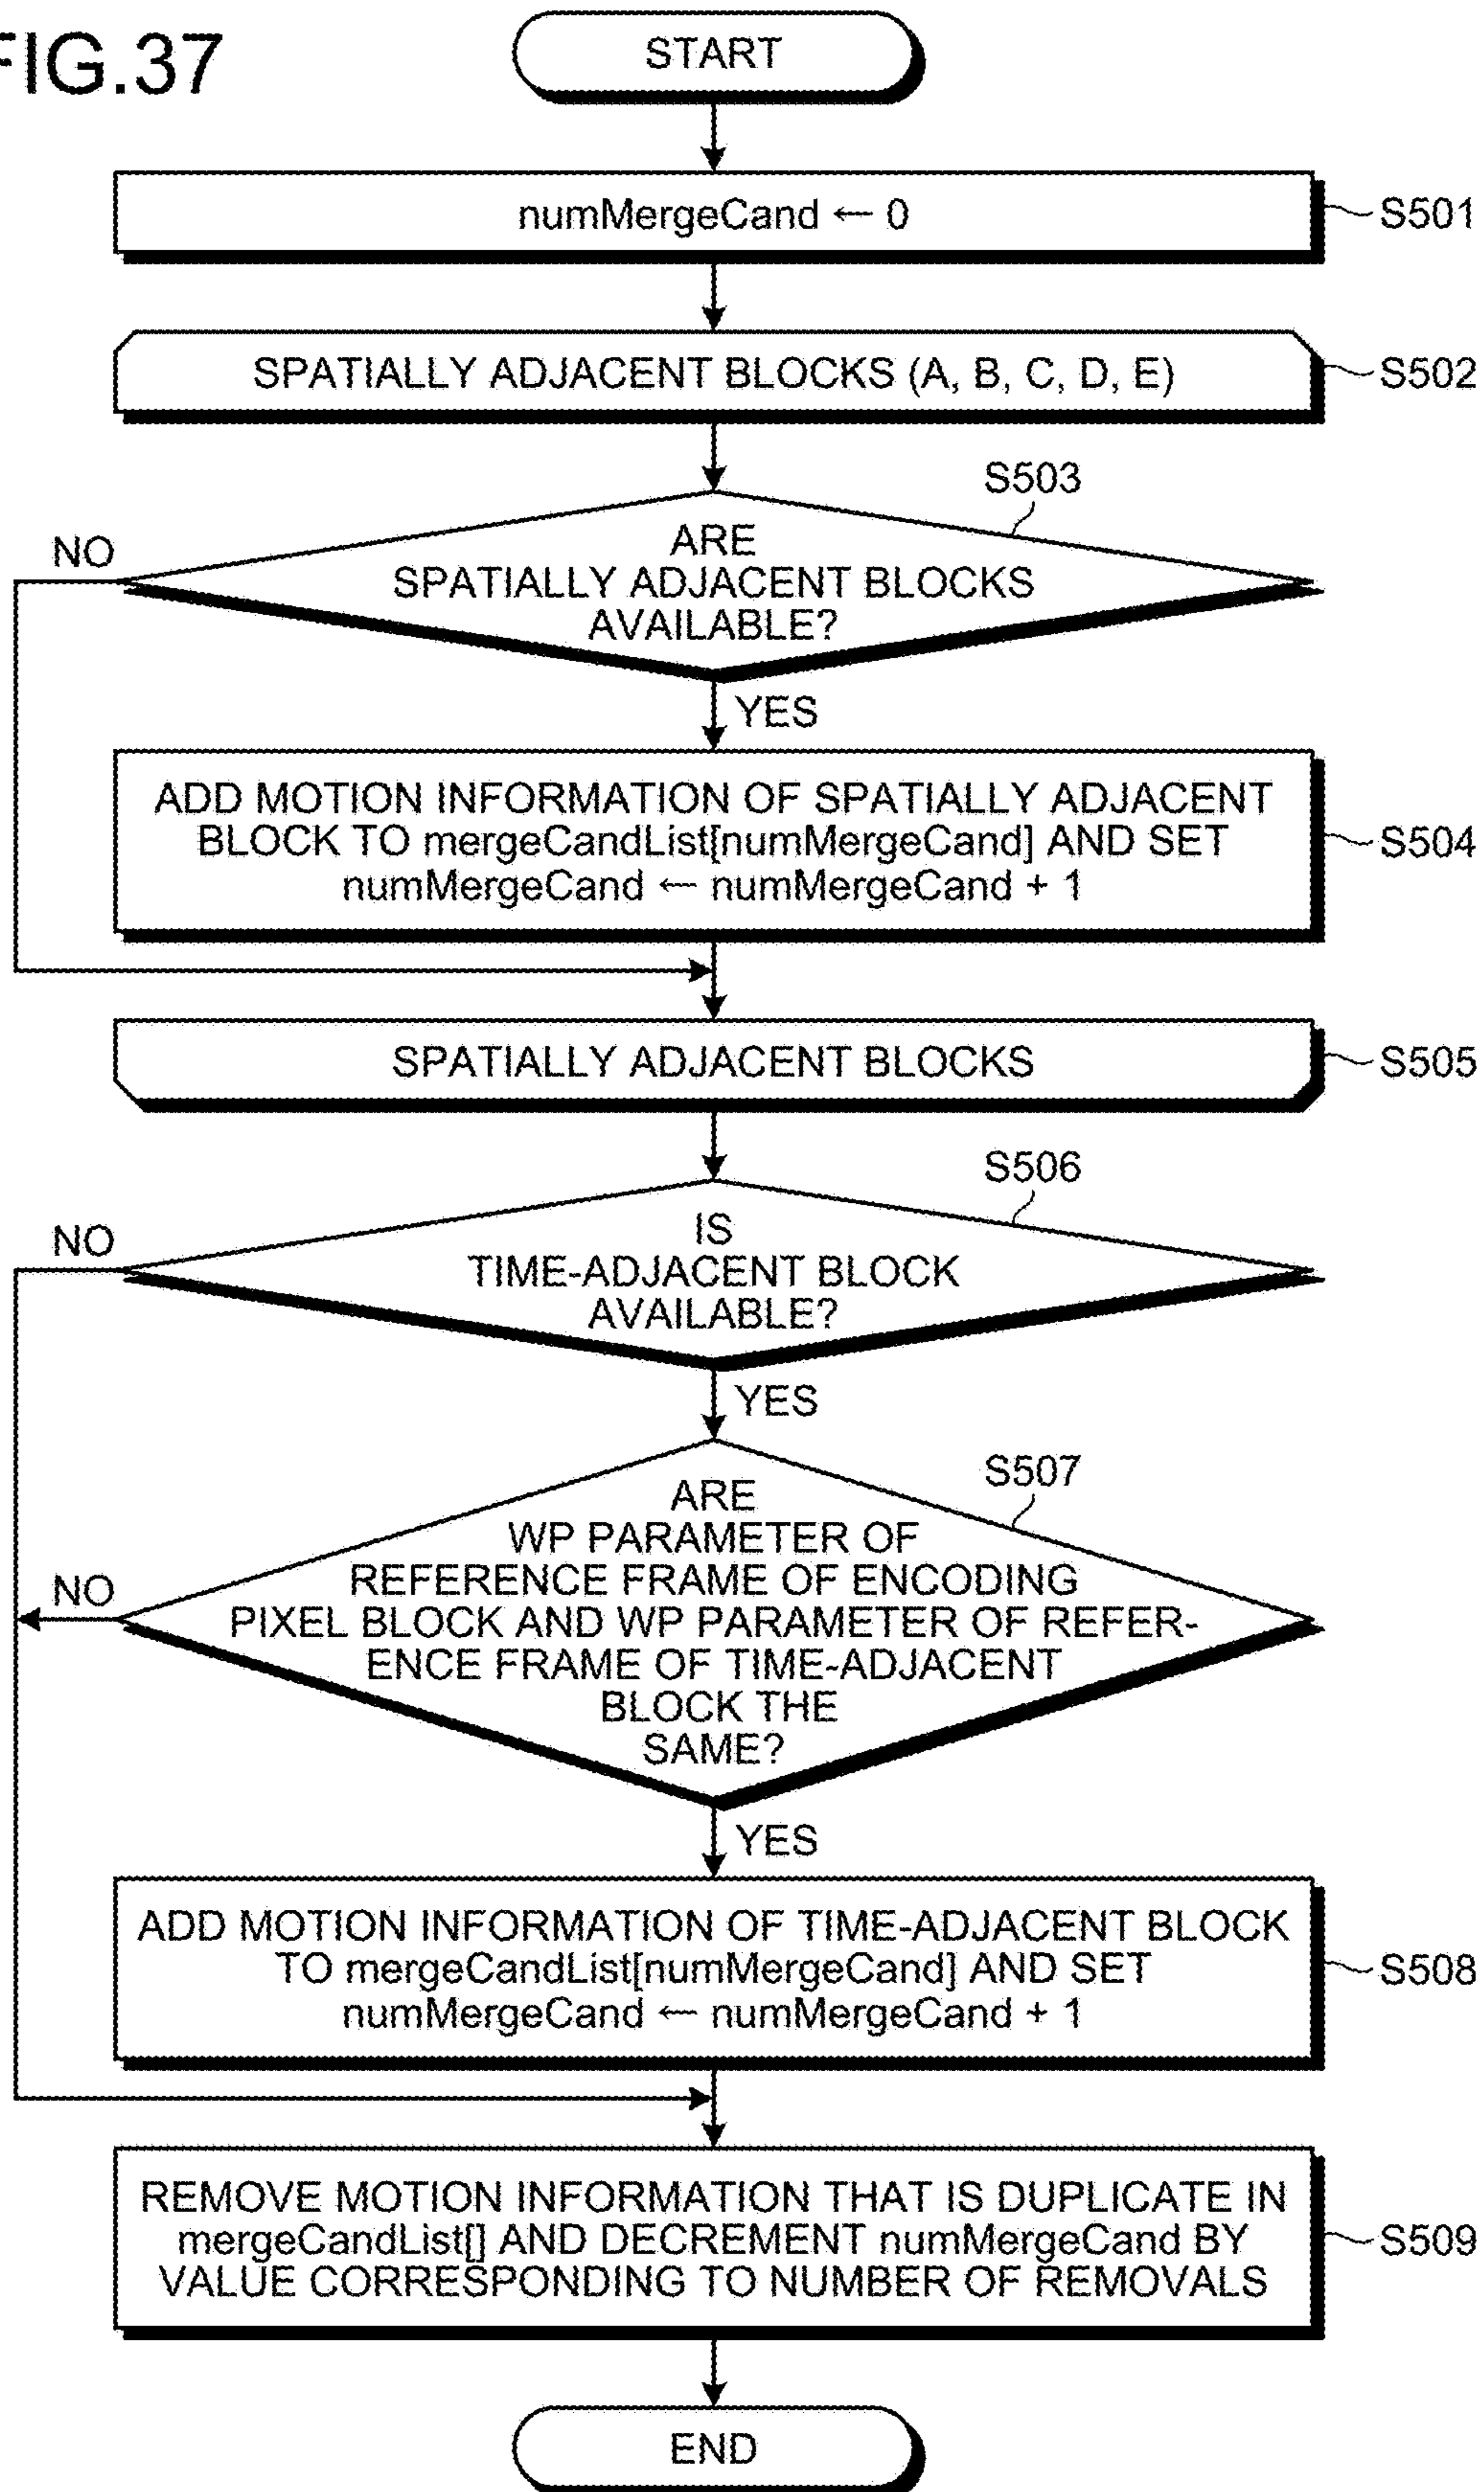 FIG.37
START
numMergeCand ← 0
S501
SPATIALLY ADJACENT BLOCKS (A, B, C, D, E)
S502
S503
NO
ARE
SPATIALLY ADJACENT BLOCKS
AVAILABLE?
YES
ADD MOTION INFORMATION OF SPATIALLY ADJACENT
BLOCK TO mergeCandList[numMergeCand] AND SET
numMergeCand ← numMergeCand + 1
S504
SPATIALLY ADJACENT BLOCKS
S505
S506
NO
IS
TIME-ADJACENT BLOCK
AVAILABLE?
YES
S507
ARE
WP PARAMETER OF
REFERENCE FRAME OF ENCODING
NO
PIXEL BLOCK AND WP PARAMETER OF REFER-
ENCE FRAME OF TIME-ADJACENT
BLOCK THE
SAME?
YES
ADD MOTION INFORMATION OF TIME-ADJACENT BLOCK
TO mergeCandList[numMergeCand] AND SET
numMergeCand ← numMergeCand + 1
S508
REMOVE MOTION INFORMATION THAT IS DUPLICATE IN
mergeCandList[] AND DECREMENT numMergeCand BY
VALUE CORRESPONDING TO NUMBER OF REMOVALS
S509
END